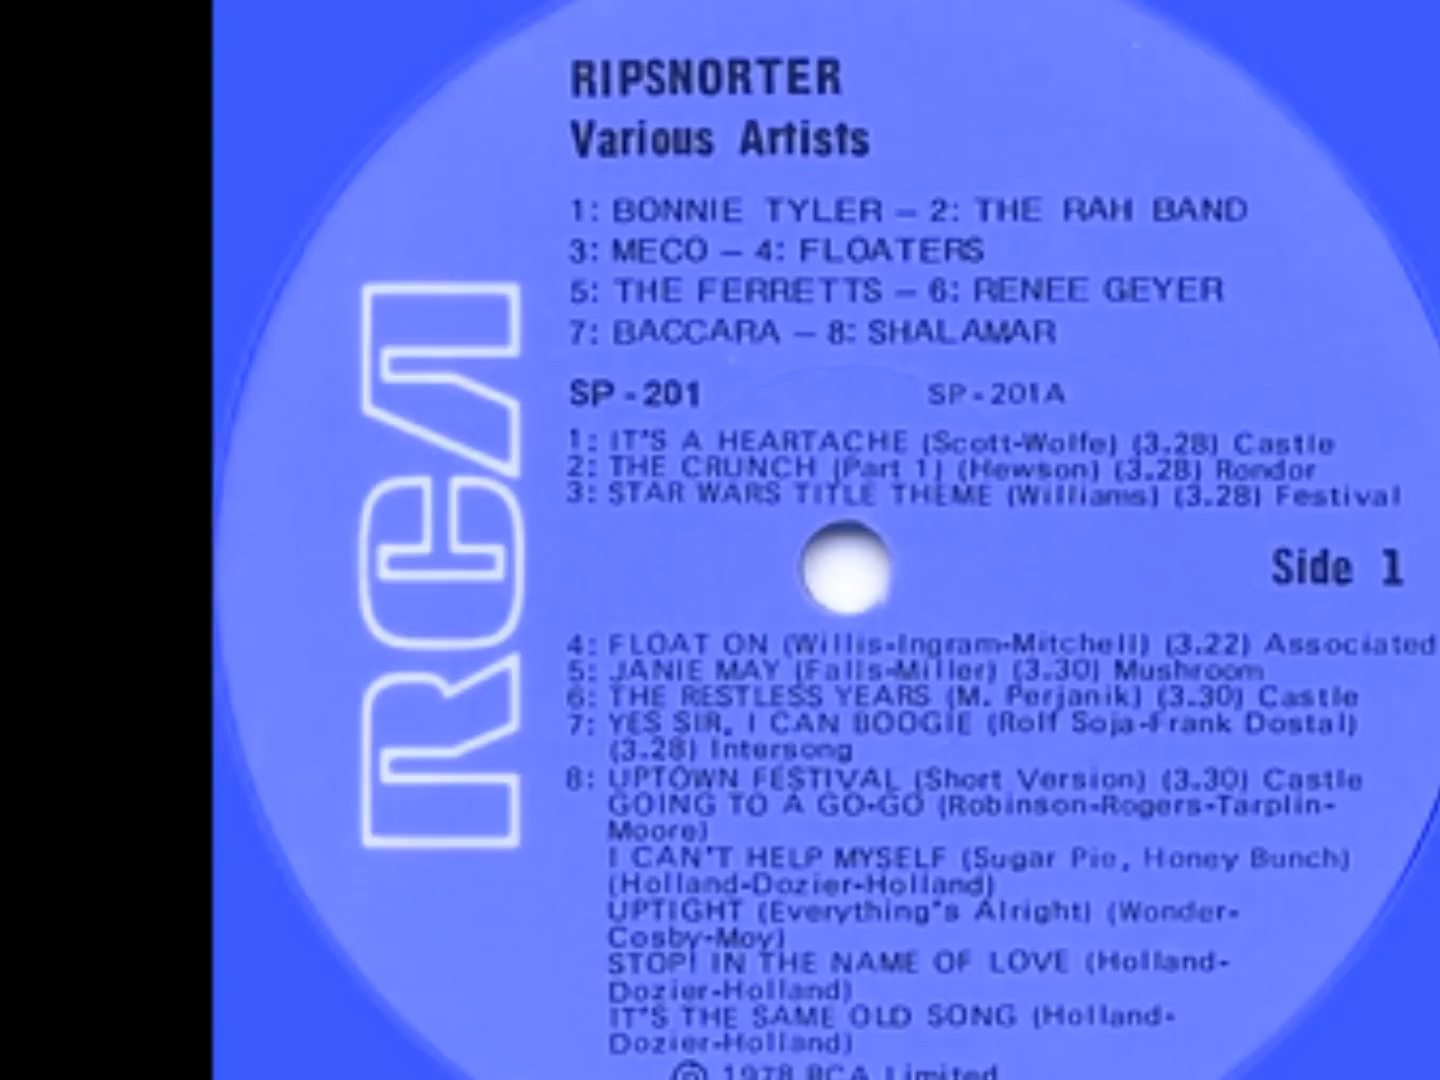 RIPSNORTER
Various Artists
1: BONNIE TYLER – 2: THE RAH BAND
3: MECO – 4: FLOATERS
5: THE FERRETTS – 6: RENEE GEYER
7: BACCARA – 8: SHALAMAR
SP-201 SP-201A
1: IT'S A HEARTACHE (Scott-Wolfe) (3.28) Castle
2: THE CRUNCH (Part 1) (Hewson) (3.28) Rondor
3: STAR WARS TITLE THEME (Williams) (3.28) Festival
Side 1
RCA
4: FLOAT ON (Willis-Ingram-Mitchell) (3.22) Associated
5: JANIE MAY (Falls-Miller) (3.30) Mushroom
6: THE RESTLESS YEARS (M. Perjanik) (3.30) Castle
7: YES SIR, I CAN BOOGIE (Rolf Soja-Frank Dostal)
(3.28) Intersong
8: UPTOWN FESTIVAL (Short Version) (3.30) Castle
GOING TO A GO-GO (Robinson-Rogers-Tarplin-
Moore)
I CAN'T HELP MYSELF (Sugar Pie, Honey Bunch)
(Holland-Dozier-Holland)
UPTIGHT (Everything's Alright) (Wonder-
Cosby-Moy)
STOP! IN THE NAME OF LOVE (Holland-
Dozier-Holland)
IT'S THE SAME OLD SONG (Holland-
Dozier-Holland)
℗ 1978 RCA Limited